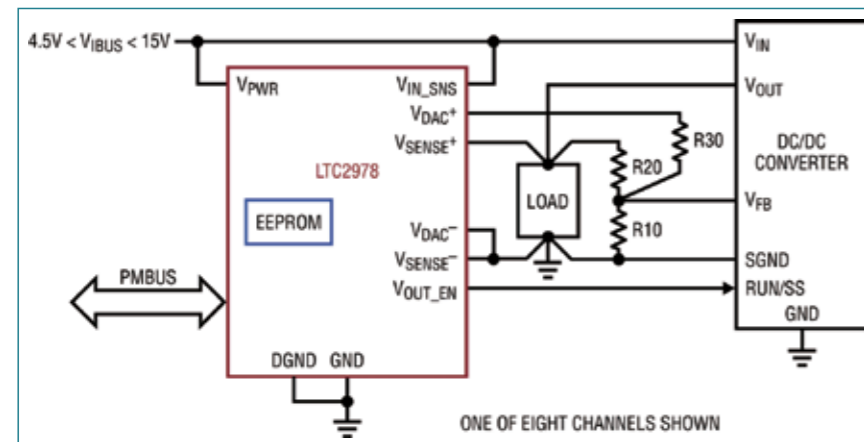 4.5V < VIBUS < 15V
VPWR
VIN_SNS
VDAC+
VSENSE+
LTC2978
EEPROM
VDAC–
VSENSE–
VOUT_EN
PMBUS
DGND GND
LOAD
R20
R30
R10
VIN
VOUT
DC/DC
CONVERTER
VFB
SGND
RUN/SS
GND
ONE OF EIGHT CHANNELS SHOWN